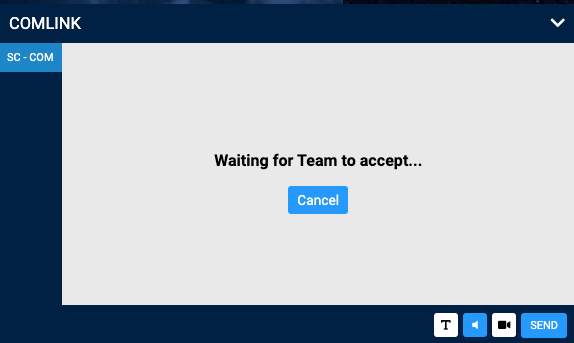 COMLINK
SC - COM
Waiting for Team to accept...
Cancel
T
SEND